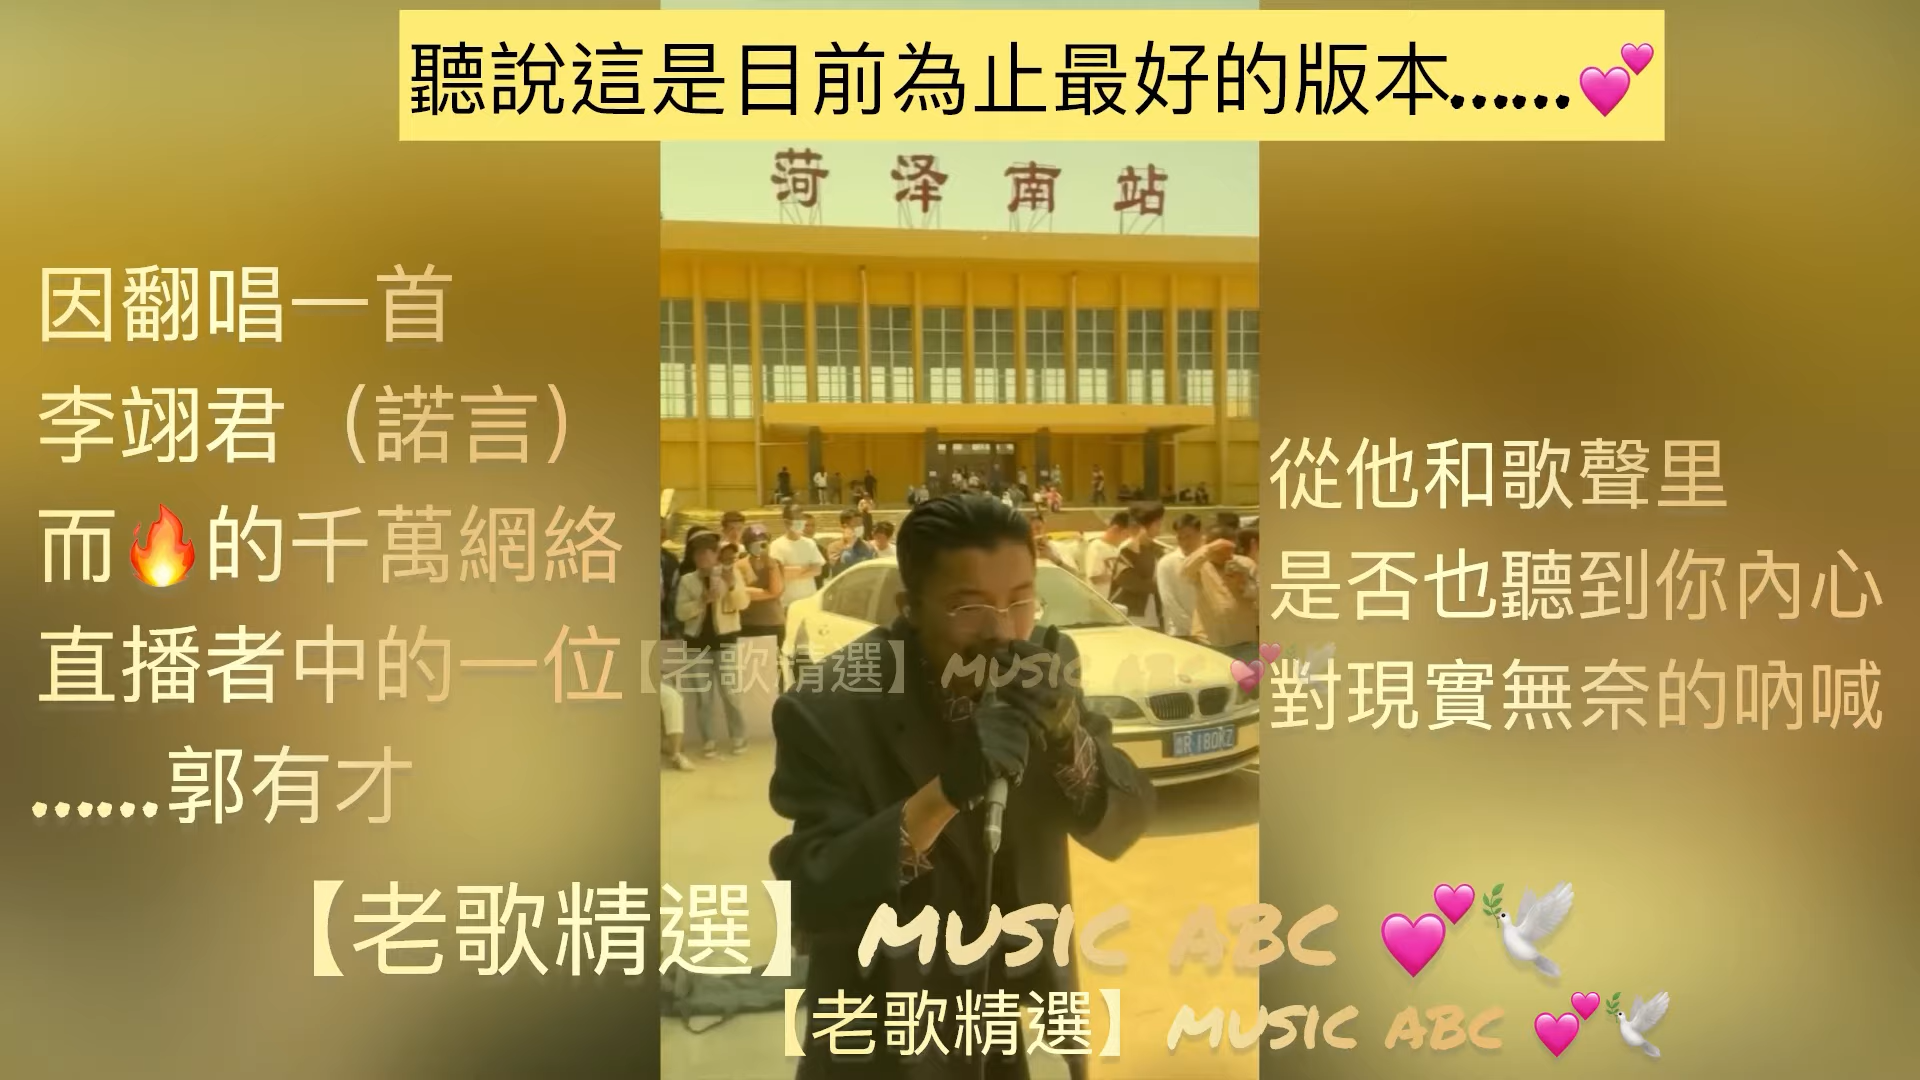 聽說這是目前為止最好的版本……💕
菏泽南站
因翻唱一首
李翊君（諾言）
而🔥的千萬網絡
直播者中的一位
……郭有才
從他和歌聲里
是否也聽到你內心
對現實無奈的吶喊
【老歌精選】MUSIC ABC 💕🕊️
R 180KZ
【老歌精選】MUSIC ABC 💕🕊️
【老歌精選】MUSIC ABC 💕🕊️